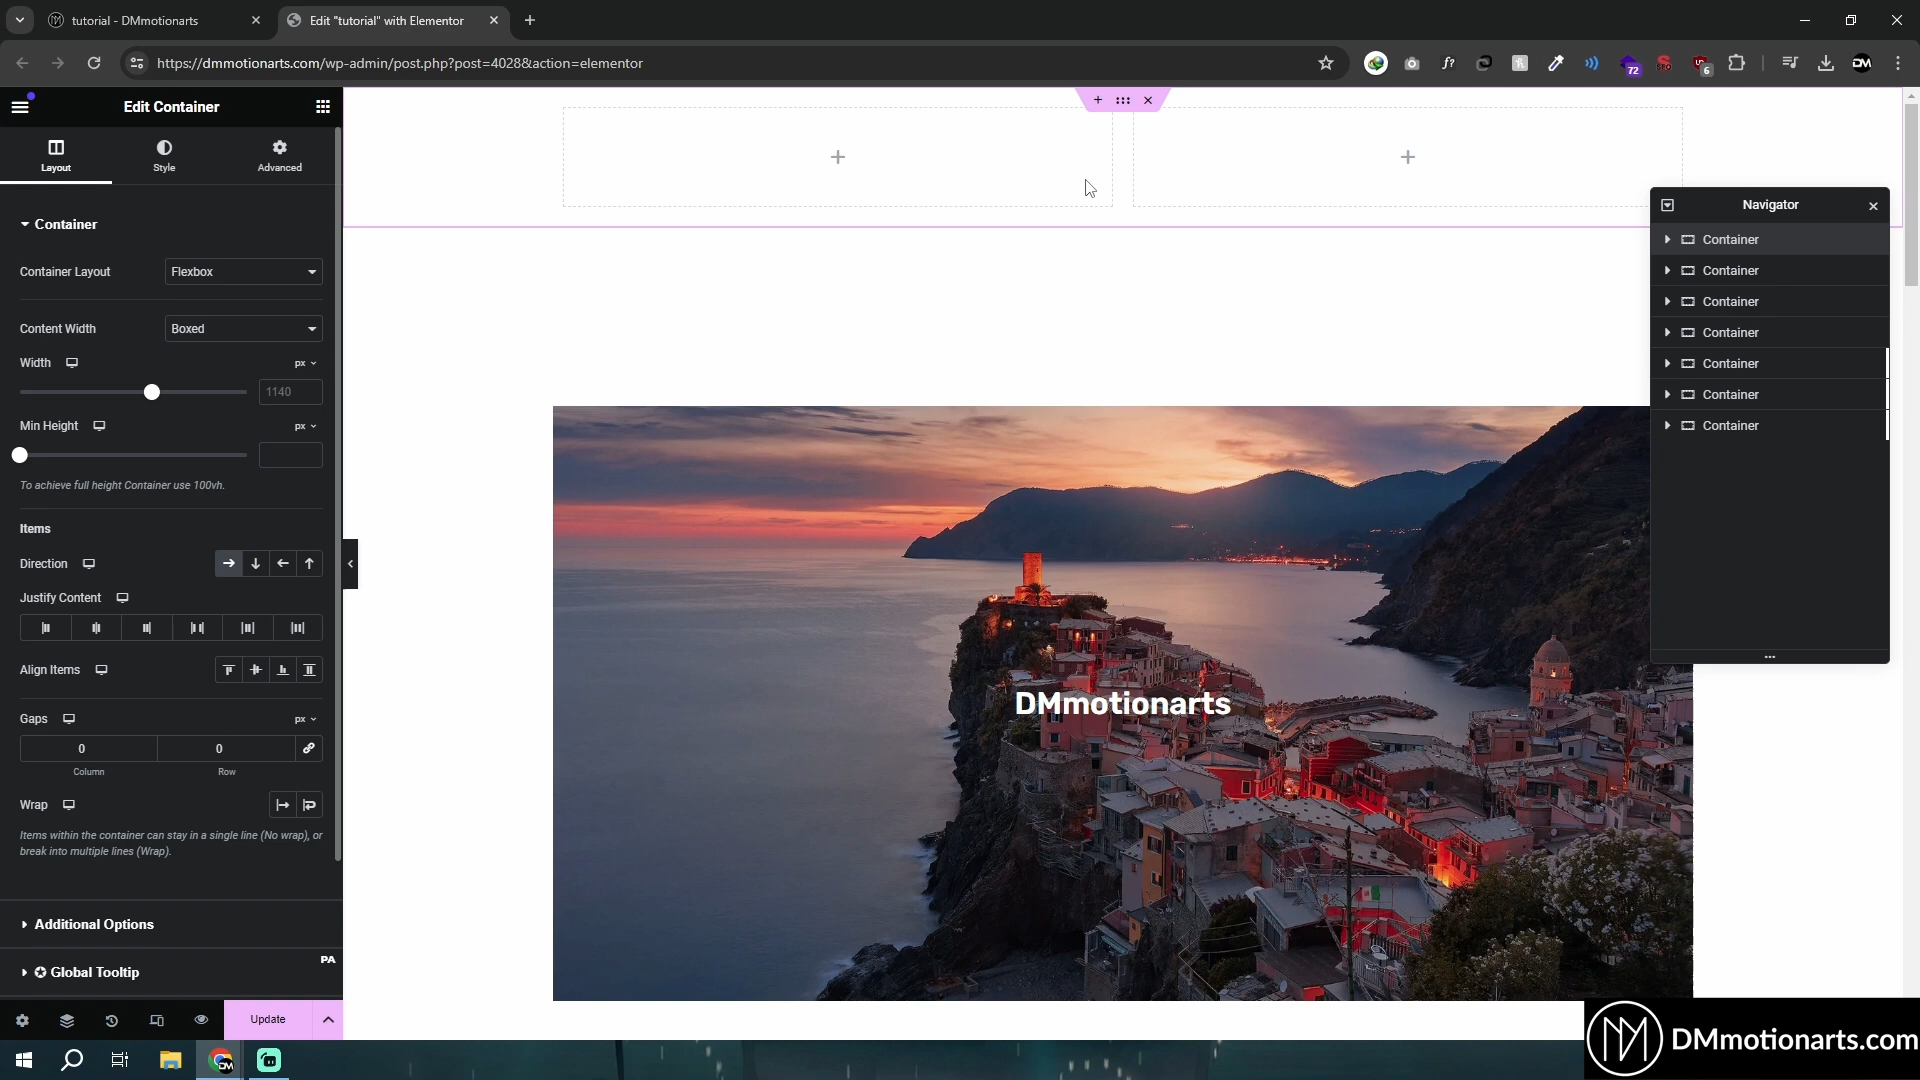 tutorial - DMmotionarts
Edit "tutorial" with Elementor
https://dmmotionarts.com/wp-admin/post.php?post=4028&action=elementor
f?
72
SEO
6
DM
Edit Container
Layout
Style
Advanced
Container
Container Layout
Flexbox
Content Width
Boxed
Width
px
1140
Min Height
px
To achieve full height Container use 100vh.
Items
Direction
Justify Content
Align Items
Gaps
px
0
0
Column
Row
Wrap
Items within the container can stay in a single line (No wrap), or
break into multiple lines (Wrap).
Additional Options
PA
Global Tooltip
Update
Navigator
Container
Container
Container
Container
Container
Container
Container
DMmotionarts
DMmotionarts.com